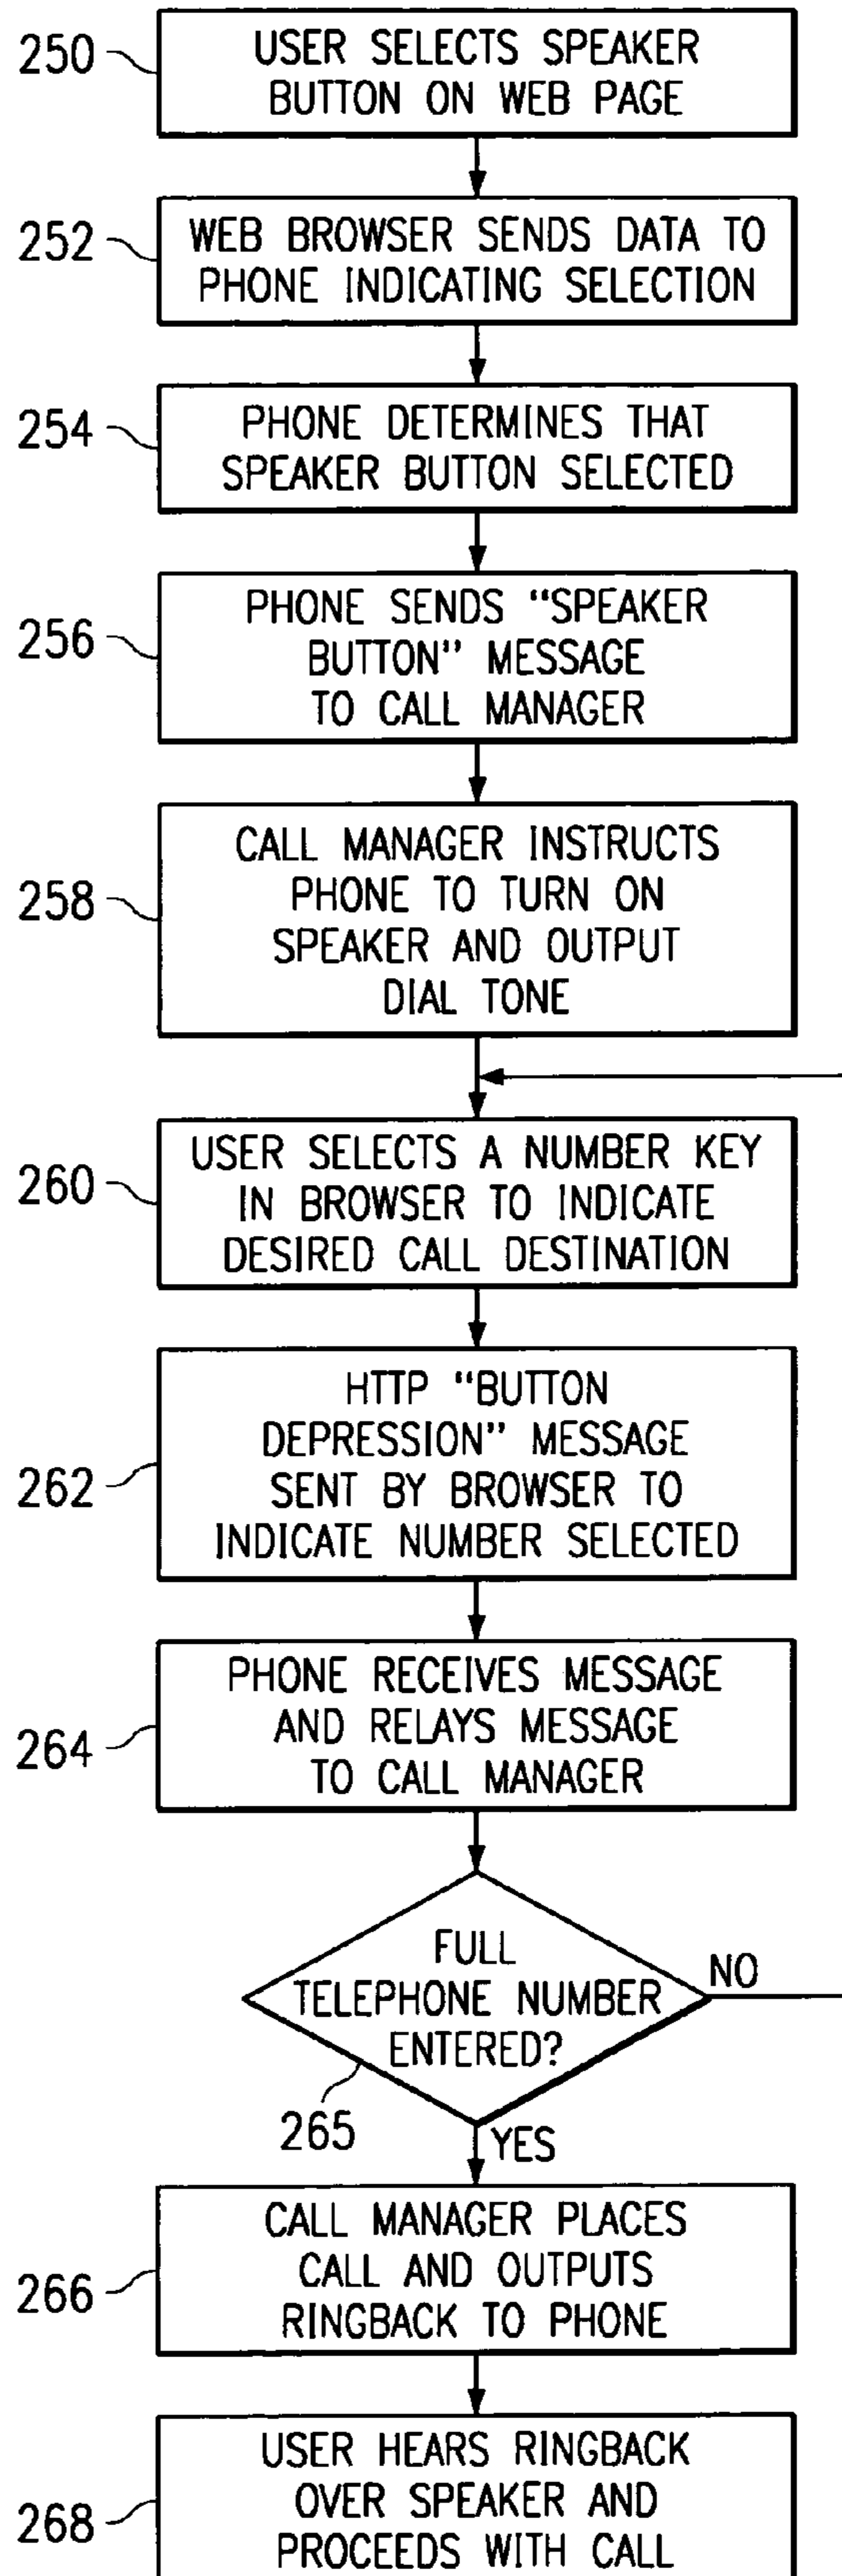 250
USER SELECTS SPEAKER
BUTTON ON WEB PAGE
252
WEB BROWSER SENDS DATA TO
PHONE INDICATING SELECTION
254
PHONE DETERMINES THAT
SPEAKER BUTTON SELECTED
256
PHONE SENDS "SPEAKER
BUTTON" MESSAGE
TO CALL MANAGER
258
CALL MANAGER INSTRUCTS
PHONE TO TURN ON
SPEAKER AND OUTPUT
DIAL TONE
260
USER SELECTS A NUMBER KEY
IN BROWSER TO INDICATE
DESIRED CALL DESTINATION
262
HTTP "BUTTON
DEPRESSION" MESSAGE
SENT BY BROWSER TO
INDICATE NUMBER SELECTED
264
PHONE RECEIVES MESSAGE
AND RELAYS MESSAGE
TO CALL MANAGER
FULL
TELEPHONE NUMBER
ENTERED?
NO
265
YES
266
CALL MANAGER PLACES
CALL AND OUTPUTS
RINGBACK TO PHONE
268
USER HEARS RINGBACK
OVER SPEAKER AND
PROCEEDS WITH CALL